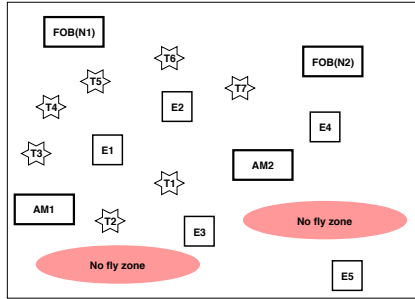 FOB(N1)
T6
FOB(N2)
T5
T7
T4
E2
E4
E1
T3
AM2
T1
AM1
T2
No fly zone
E3
No fly zone
E5